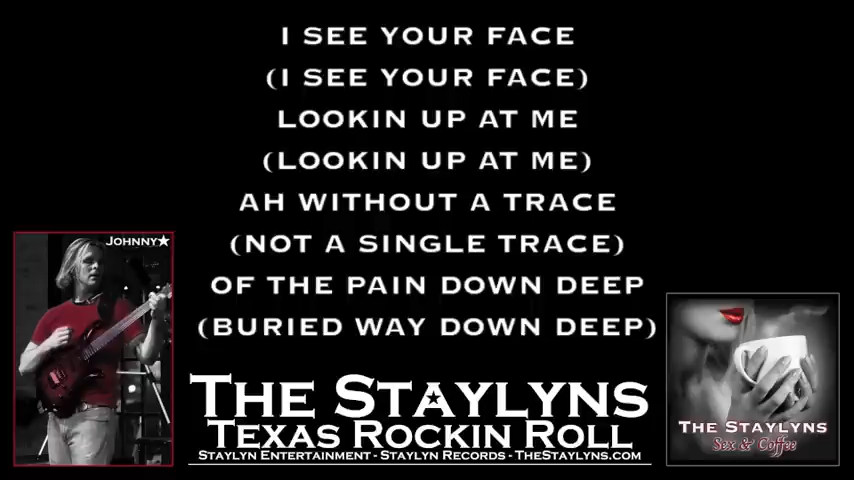 I SEE YOUR FACE
(I SEE YOUR FACE)
LOOKIN UP AT ME
(LOOKIN UP AT ME)
AH WITHOUT A TRACE
(NOT A SINGLE TRACE)
OF THE PAIN DOWN DEEP
(BURIED WAY DOWN DEEP)
JOHNNY★
THE STAYLYNS
TEXAS ROCKIN ROLL
STAYLYN ENTERTAINMENT - STAYLYN RECORDS - THESTAYLYNS.COM
THE STAYLYNS
Sex & Coffee